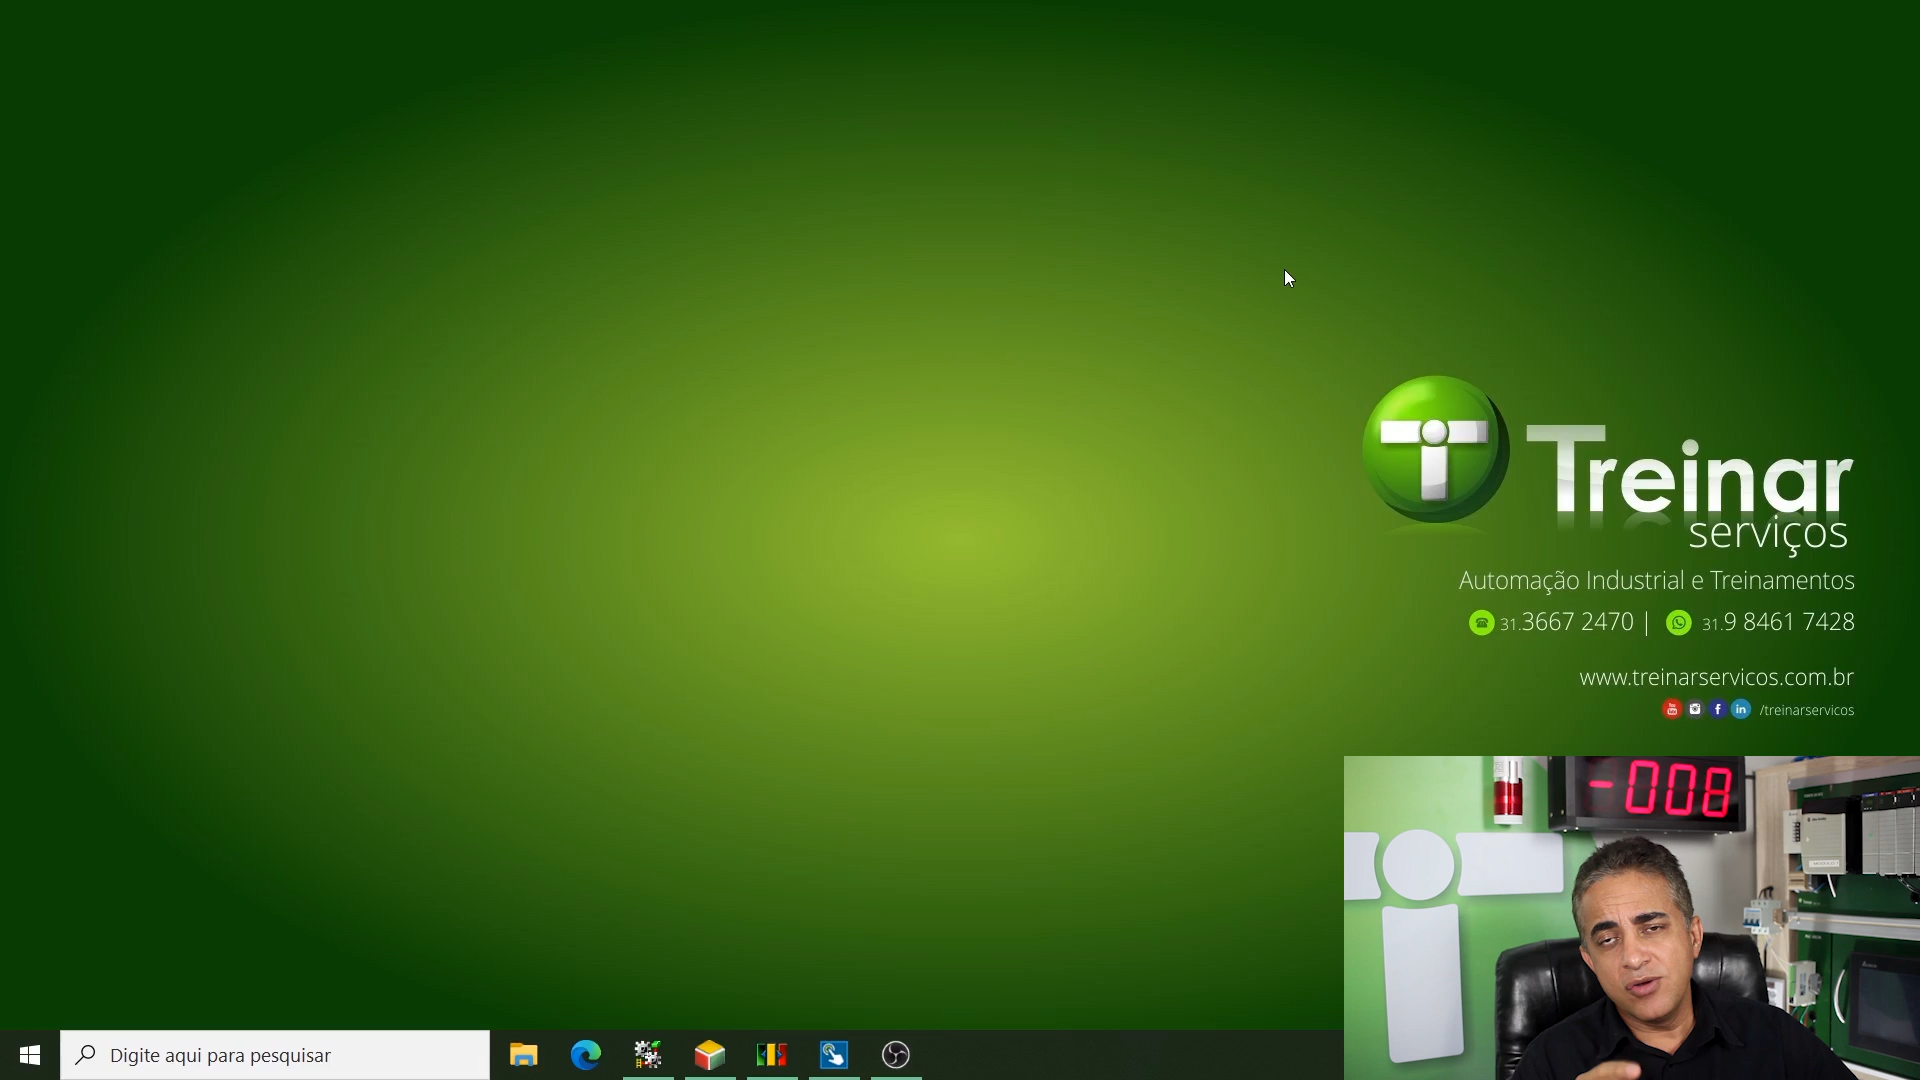 Treinar
serviços
Automação Industrial e Treinamentos
31.3667 2470 | 31.9 8461 7428
www.treinarservicos.com.br
/treinarservicos
-008
Digite aqui para pesquisar